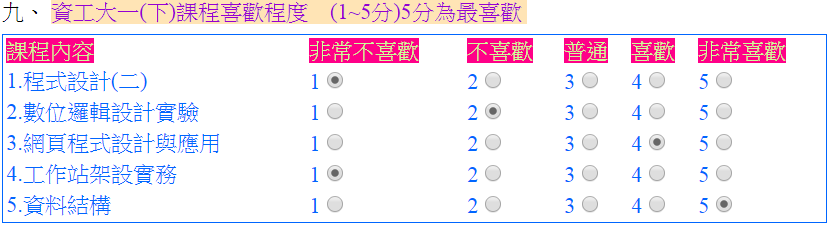 九、 資工大一(下)課程喜歡程度 (1~5分)5分為最喜歡
課程內容 非常不喜歡 不喜歡 普通 喜歡 非常喜歡
1.程式設計(二) 1 2 3 4 5
2.數位邏輯設計實驗 1 2 3 4 5
3.網頁程式設計與應用 1 2 3 4 5
4.工作站架設實務 1 2 3 4 5
5.資料結構 1 2 3 4 5